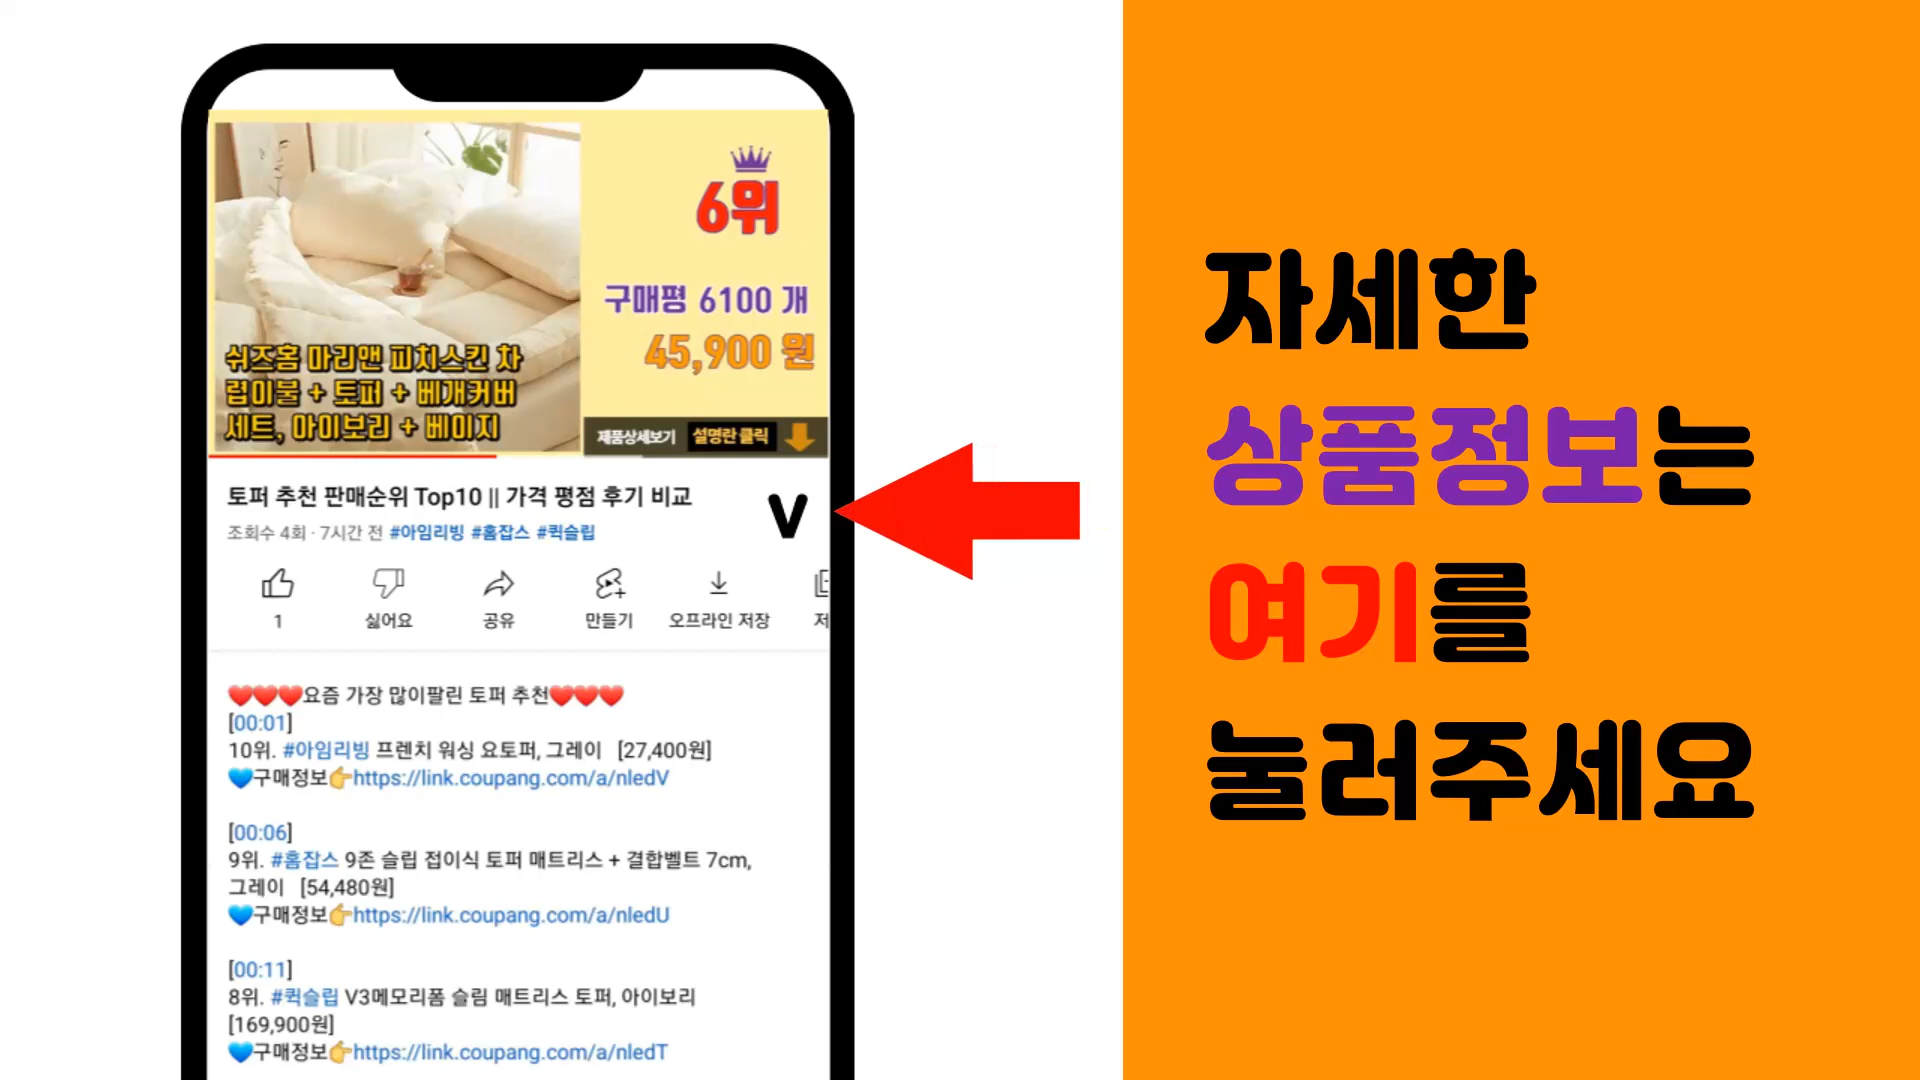 6위
구매평 6100 개
45,900 원
쉬즈홈 마리앤 피치스킨 차
렵이불 + 토퍼 + 베개커버
세트, 아이보리 + 베이지
제품상세보기 설명란 클릭
토퍼 추천 판매순위 Top10 || 가격 평점 후기 비교
V
조회수 4회 · 7시간 전 #아임리빙 #홈잡스 #퀵슬립
1 싫어요 공유 만들기 오프라인 저장 저
❤️❤️❤️요즘 가장 많이팔린 토퍼 추천❤️❤️❤️
[00:01]
10위. #아임리빙 프렌치 워싱 요토퍼, 그레이 [27,400원]
💙구매정보👉https://link.coupang.com/a/nledV
[00:06]
9위. #홈잡스 9존 슬립 접이식 토퍼 매트리스 + 결합벨트 7cm,
그레이 [54,480원]
💙구매정보👉https://link.coupang.com/a/nledU
[00:11]
8위. #퀵슬립 V3메모리폼 슬림 매트리스 토퍼, 아이보리
[169,900원]
💙구매정보👉https://link.coupang.com/a/nledT
자세한
상품정보는
여기를
눌러주세요